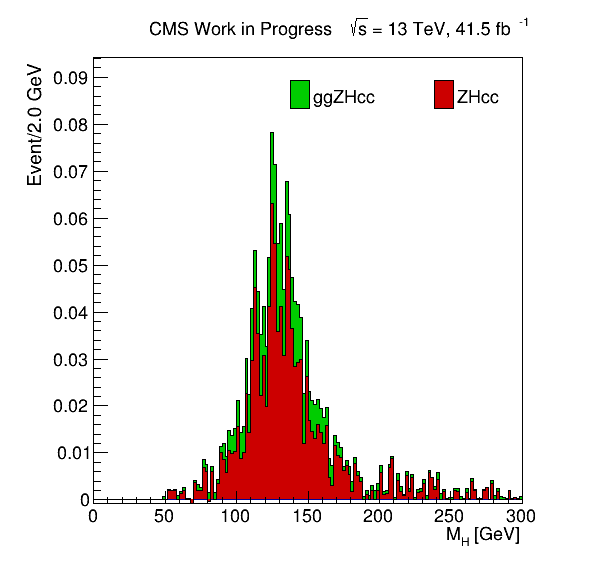 CMS Work in Progress √s = 13 TeV, 41.5 fb⁻¹
Event/2.0 GeV
ggZHcc ZHcc
0.09
0.08
0.07
0.06
0.05
0.04
0.03
0.02
0.01
0
0 50 100 150 200 250 300
M_H [GeV]